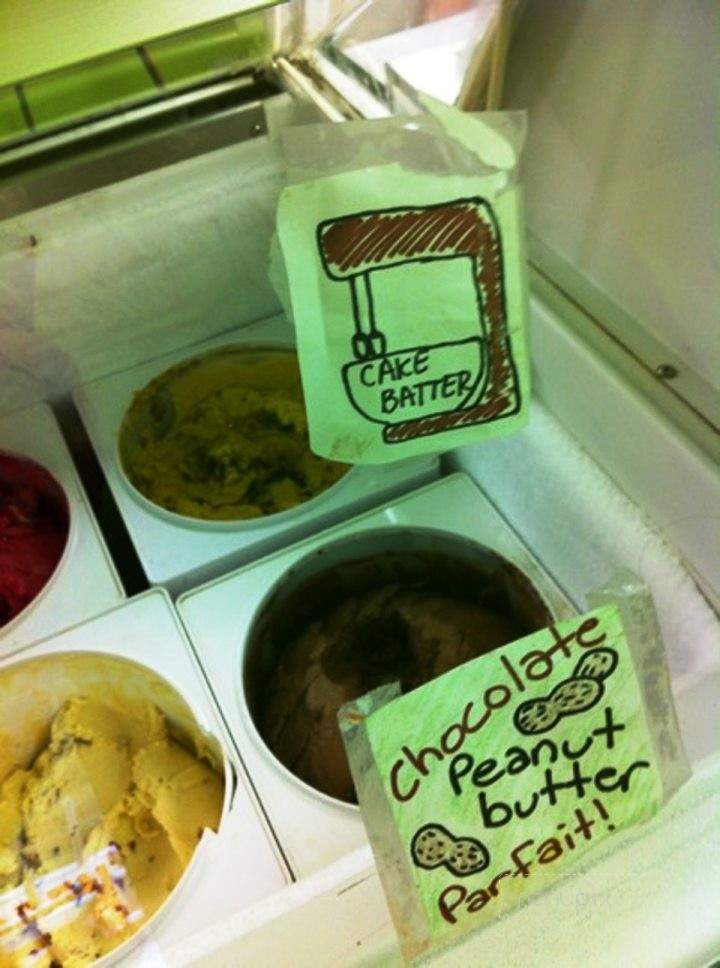 CAKE
BATTER
Chocolate
Peanut
butter
Parfait!